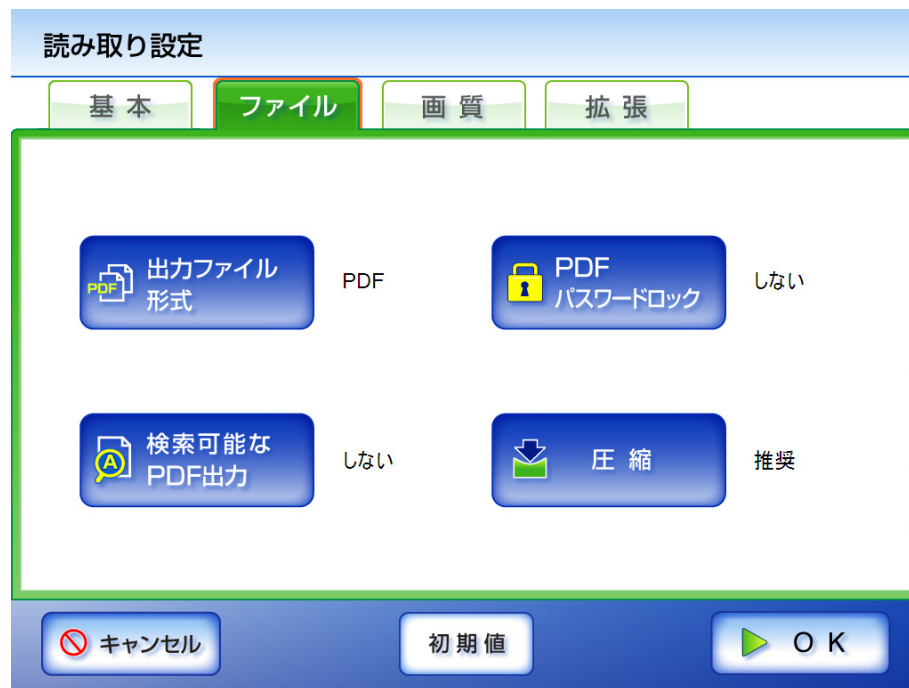 読み取り設定
基本
ファイル
画質
拡張
PDF
出力ファイル
形式
PDF
PDF
パスワードロック
しない
A
検索可能な
PDF出力
しない
圧縮
推奨
キャンセル
初期値
OK